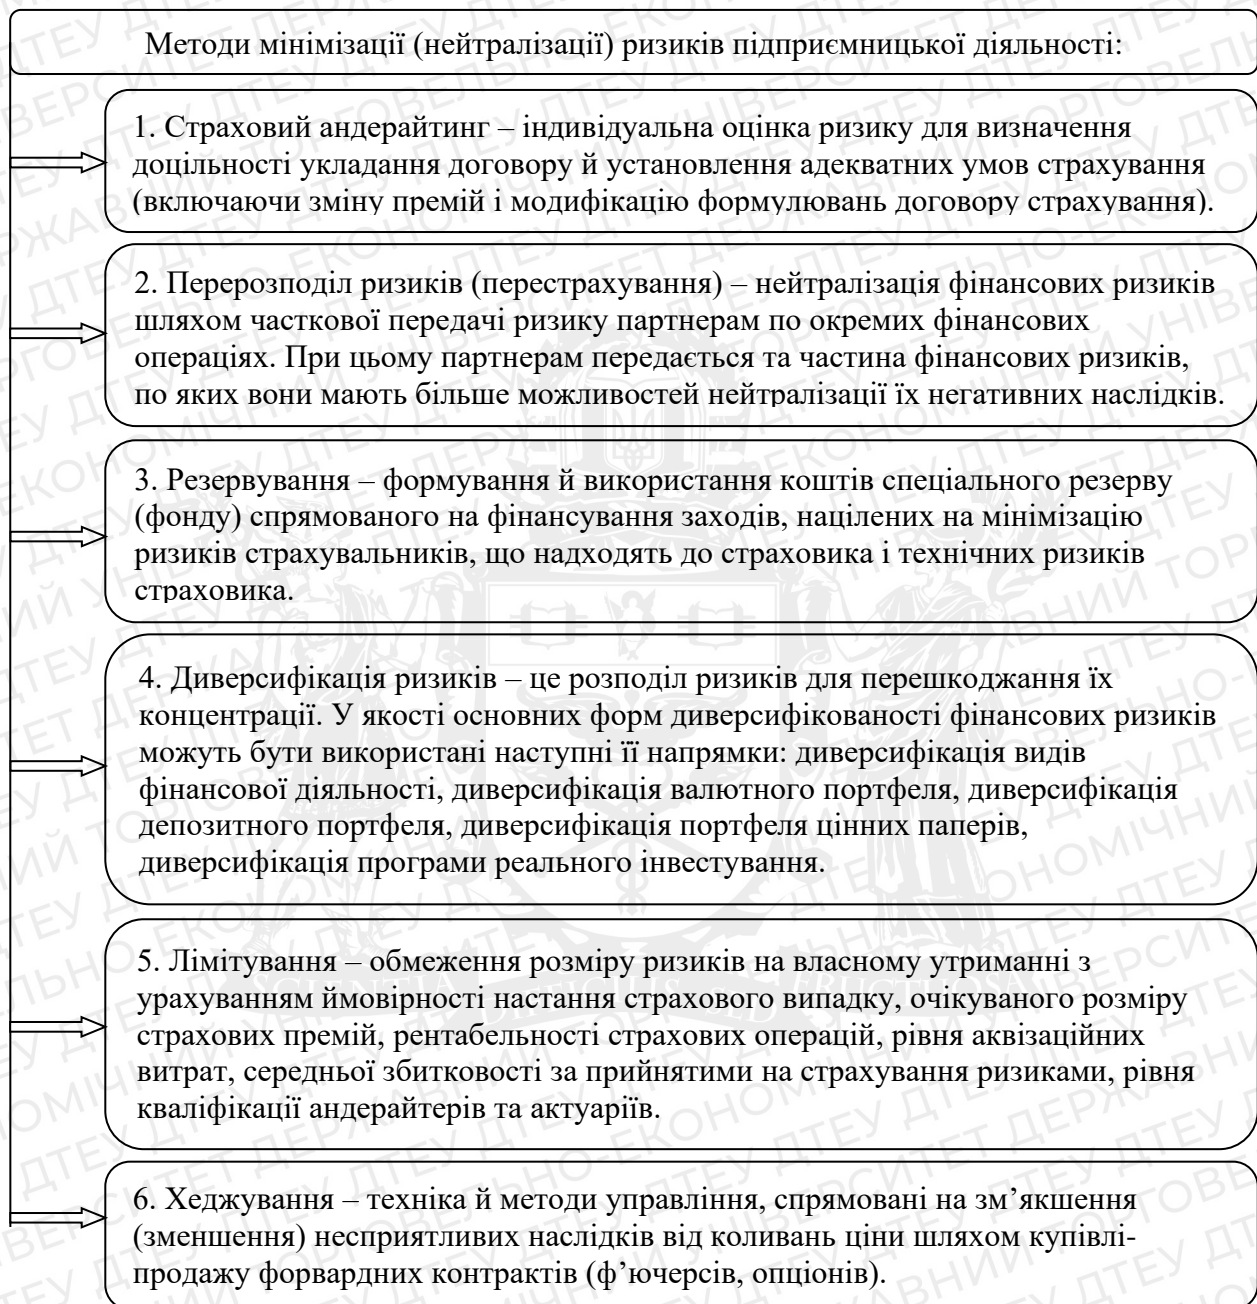 Методи мінімізації (нейтралізації) ризиків підприємницької діяльності:
1. Страховий андерайтинг – індивідуальна оцінка ризику для визначення
доцільності укладання договору й установлення адекватних умов страхування
(включаючи зміну премій і модифікацію формулювань договору страхування).
2. Перерозподіл ризиків (перестрахування) – нейтралізація фінансових ризиків
шляхом часткової передачі ризику партнерам по окремих фінансових
операціях. При цьому партнерам передається та частина фінансових ризиків,
по яких вони мають більше можливостей нейтралізації їх негативних наслідків.
3. Резервування – формування й використання коштів спеціального резерву
(фонду) спрямованого на фінансування заходів, націлених на мінімізацію
ризиків страхувальників, що надходять до страховика і технічних ризиків
страховика.
4. Диверсифікація ризиків – це розподіл ризиків для перешкоджання їх
концентрації. У якості основних форм диверсифікованості фінансових ризиків
можуть бути використані наступні її напрямки: диверсифікація видів
фінансової діяльності, диверсифікація валютного портфеля, диверсифікація
депозитного портфеля, диверсифікація портфеля цінних паперів,
диверсифікація програми реального інвестування.
5. Лімітування – обмеження розміру ризиків на власному утриманні з
урахуванням ймовірності настання страхового випадку, очікуваного розміру
страхових премій, рентабельності страхових операцій, рівня аквізаційних
витрат, середньої збитковості за прийнятими на страхування ризиками, рівня
кваліфікації андерайтерів та актуаріїв.
6. Хеджування – техніка й методи управління, спрямовані на зм’якшення
(зменшення) несприятливих наслідків від коливань ціни шляхом купівлі-
продажу форвардних контрактів (ф’ючерсів, опціонів).